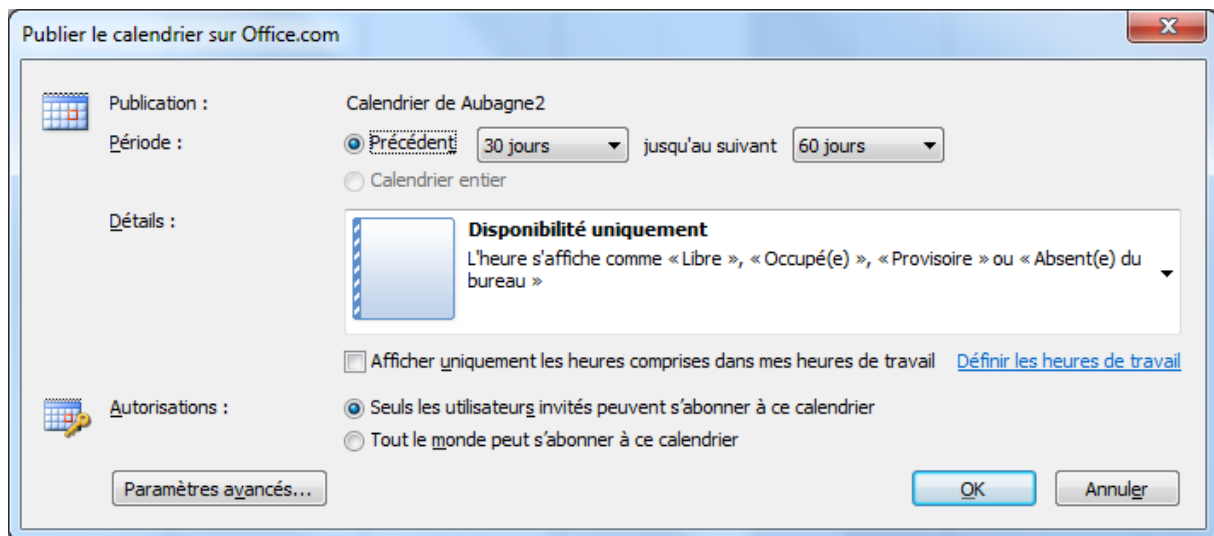 Publier le calendrier sur Office.com
Publication : Calendrier de Aubagne2
Période : Précédent 30 jours jusqu'au suivant 60 jours
Calendrier entier
Détails : Disponibilité uniquement
L'heure s'affiche comme « Libre », « Occupé(e) », « Provisoire » ou « Absent(e) du
bureau »
Afficher uniquement les heures comprises dans mes heures de travail Définir les heures de travail
Autorisations : Seuls les utilisateurs invités peuvent s’abonner à ce calendrier
Tout le monde peut s’abonner à ce calendrier
Paramètres avancés... OK Annuler